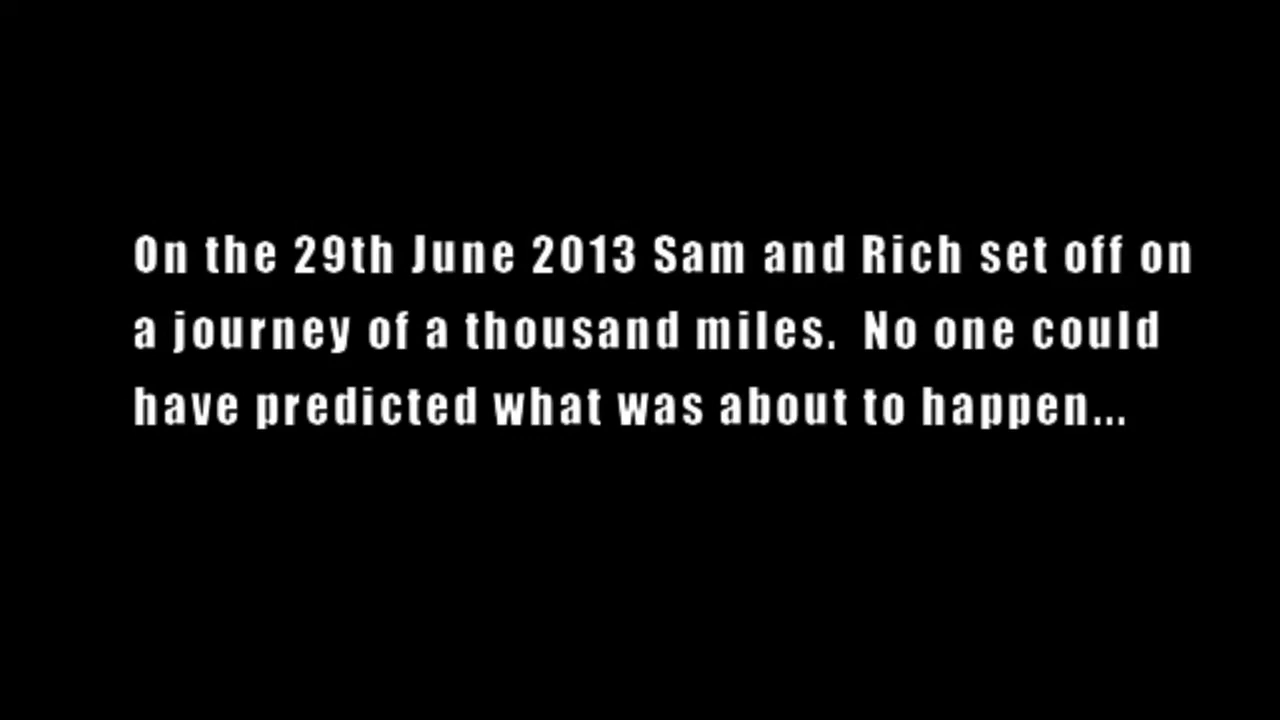 On the 29th June 2013 Sam and Rich set off on
a journey of a thousand miles.  No one could
have predicted what was about to happen...